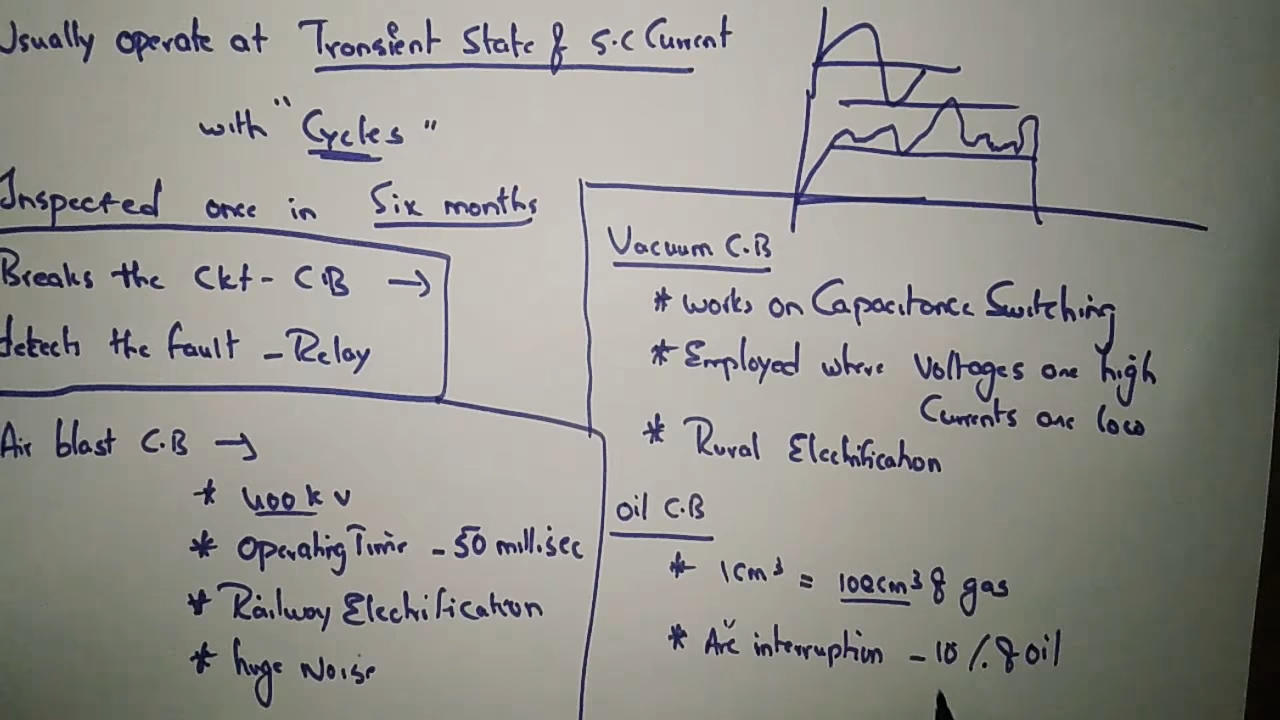 Usually operate at Transient State of S.C Current
with "Cycles"
Inspected once in Six months
Breaks the Ckt - C.B →
detects the fault - Relay
Air blast C.B →
* 400 k v
* Operating Time - 50 millisec
* Railway Electrification
* huge Noise
Vacuum C.B
* works on Capacitance Switching
* Employed where Voltages are high
Currents are low
* Rural Electrification
oil C.B
* 1cm³ = 100cm³ of gas
* Arc interruption - 10 % of oil